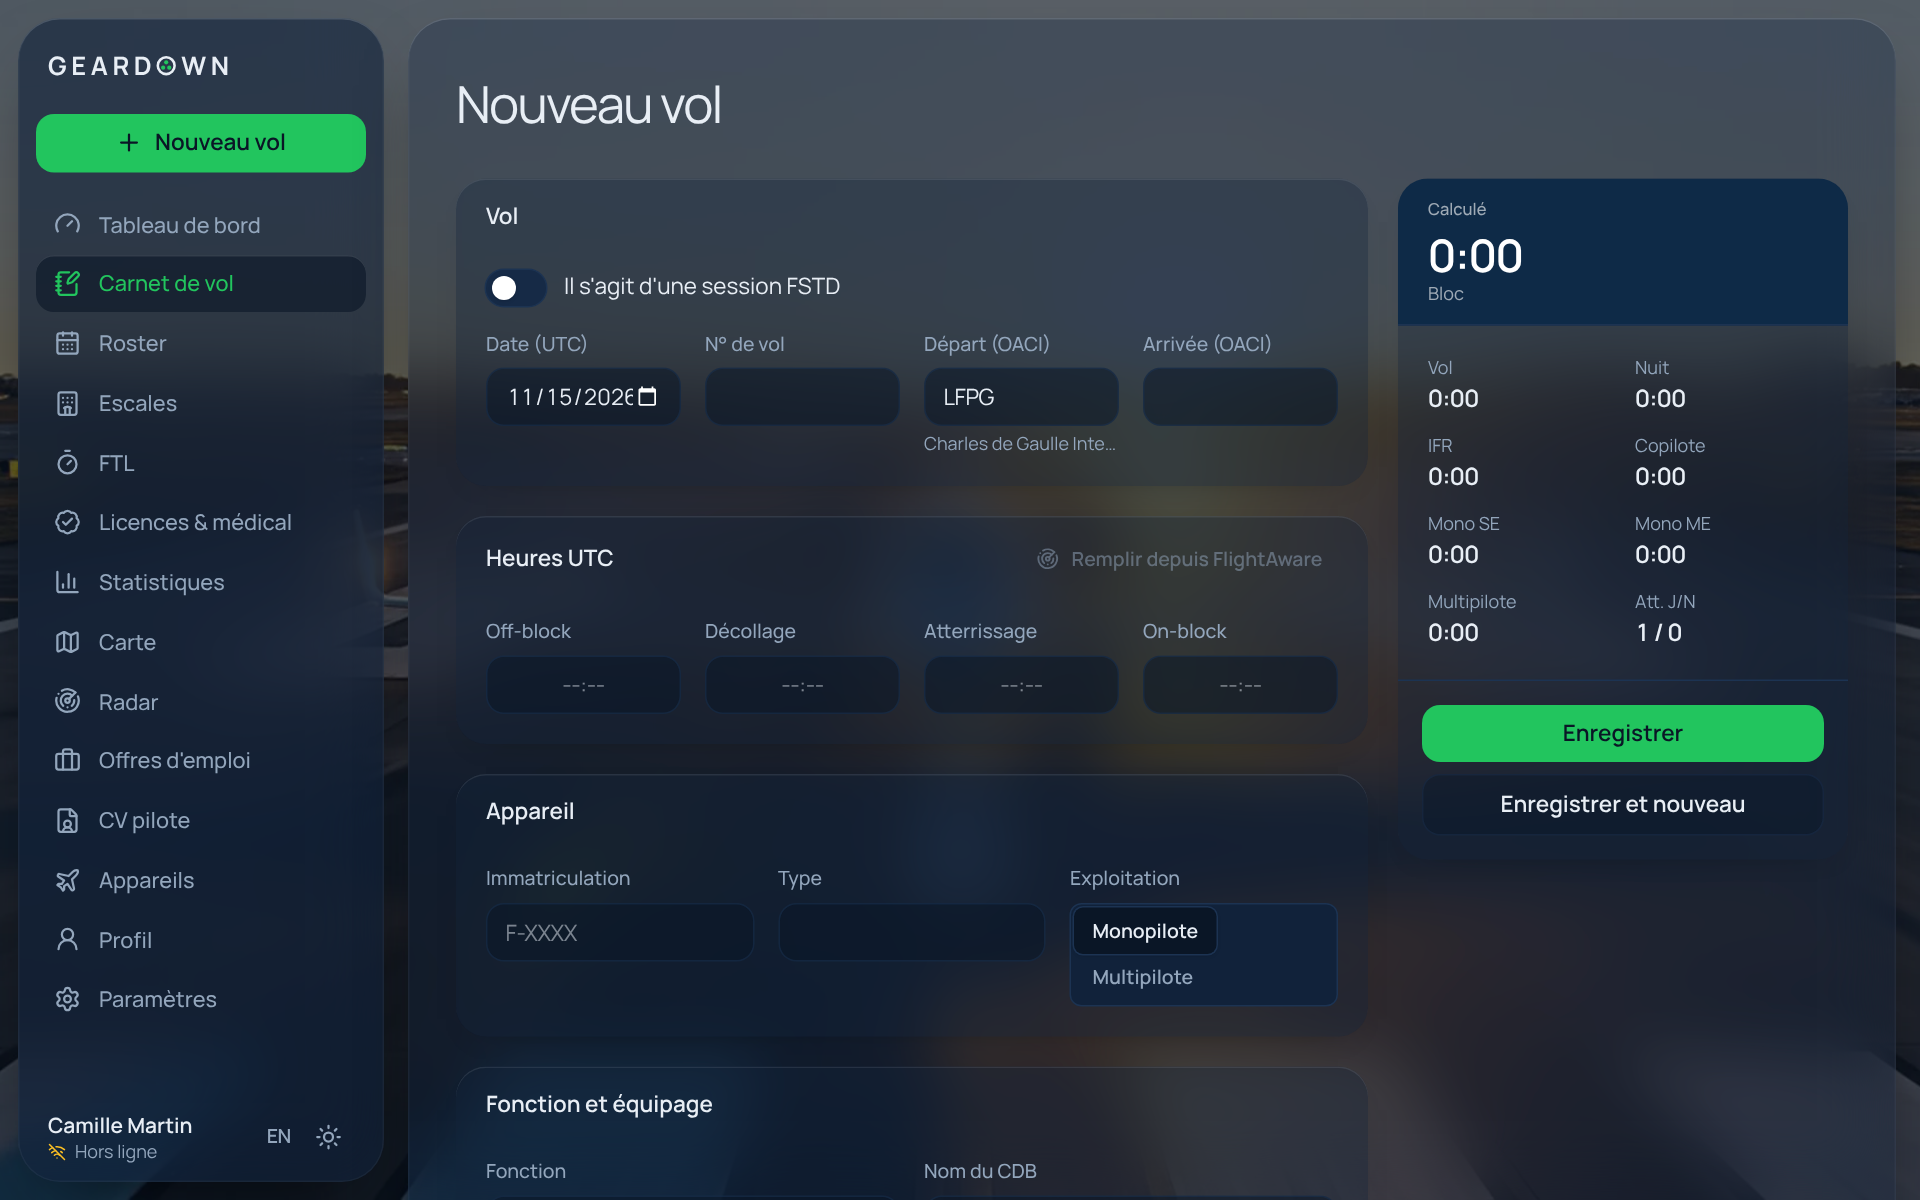 GEARDOWN
Nouveau vol
Tableau de bord
Carnet de vol
Roster
Escales
FTL
Licences & médical
Statistiques
Carte
Radar
Offres d'emploi
CV pilote
Appareils
Profil
Paramètres
Camille Martin
Hors ligne
EN
Nouveau vol
Vol
Il s'agit d'une session FSTD
Date (UTC)
N° de vol
Départ (OACI)
Arrivée (OACI)
11/15/2026
LFPG
Charles de Gaulle Inte...
Heures UTC
Remplir depuis FlightAware
Off-block
Décollage
Atterrissage
On-block
--:--
--:--
--:--
--:--
Appareil
Immatriculation
Type
Exploitation
F-XXXX
Monopilote
Multipilote
Fonction et équipage
Fonction
Nom du CDB
Calculé
0:00
Bloc
Vol
Nuit
0:00
0:00
IFR
Copilote
0:00
0:00
Mono SE
Mono ME
0:00
0:00
Multipilote
Att. J/N
0:00
1 / 0
Enregistrer
Enregistrer et nouveau